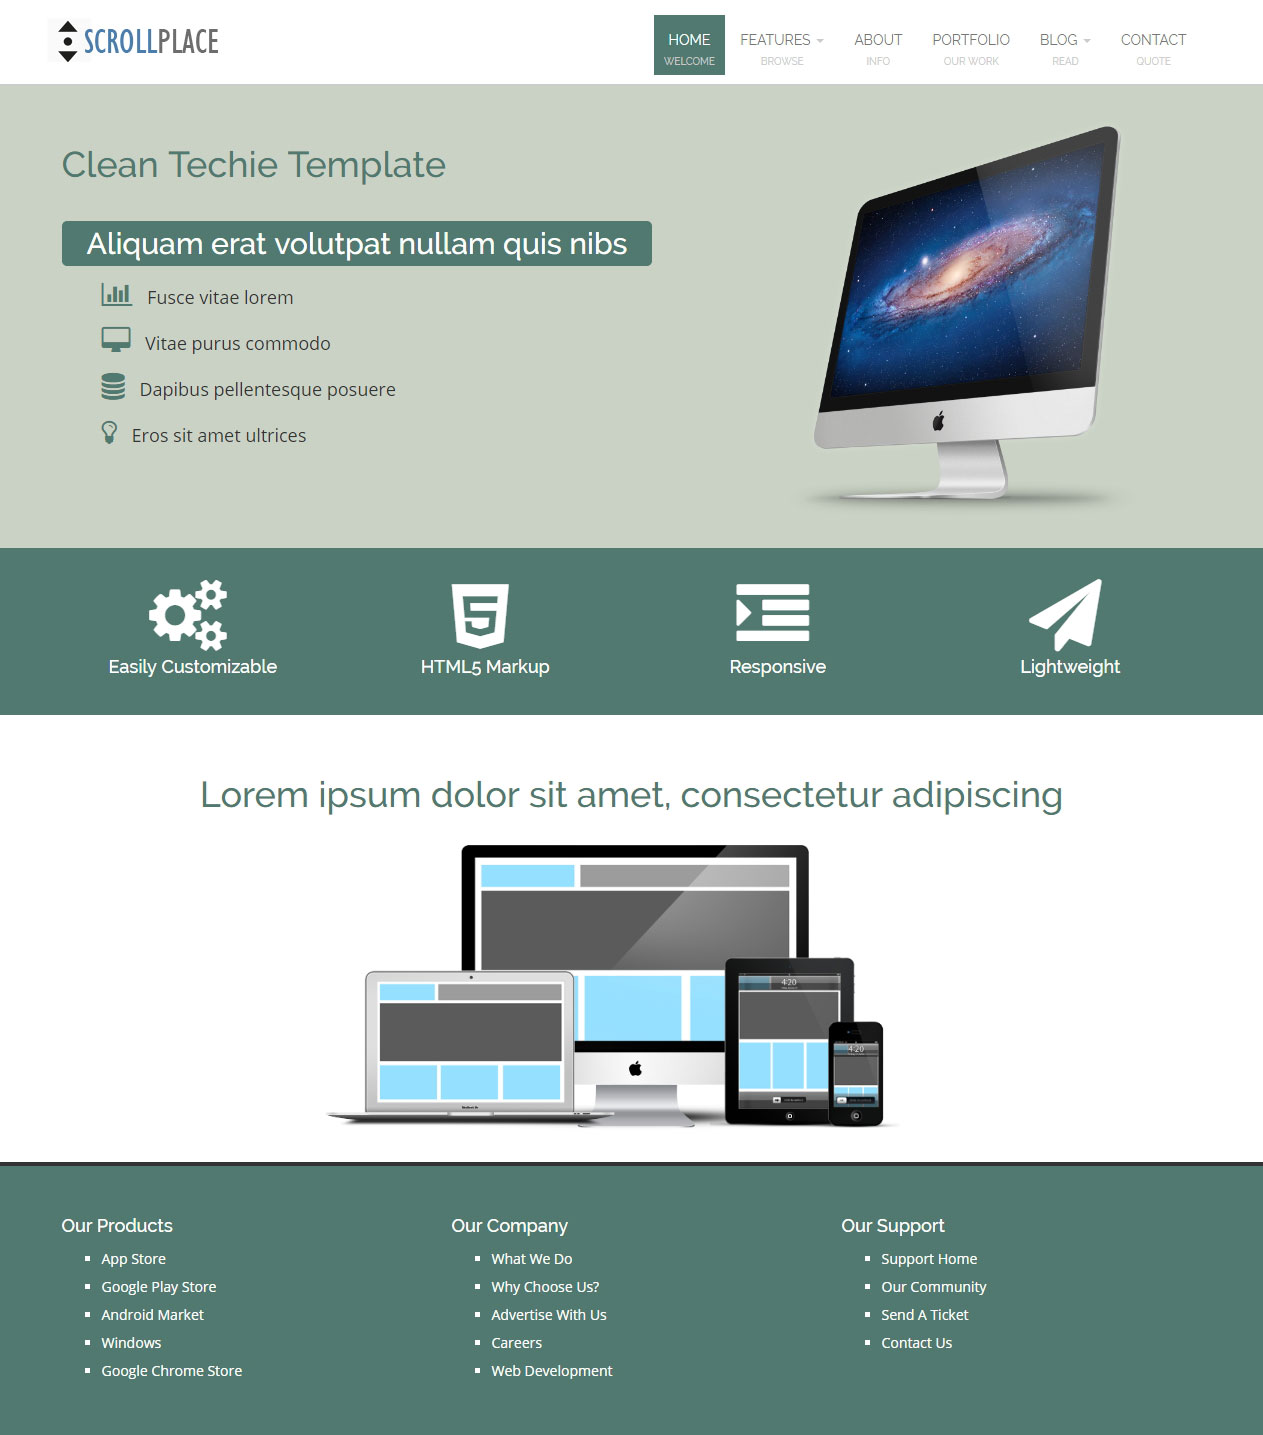 SCROLLPLACE
HOME FEATURES ABOUT PORTFOLIO BLOG CONTACT
WELCOME BROWSE INFO OUR WORK READ QUOTE
Clean Techie Template
Aliquam erat volutpat nullam quis nibs
Fusce vitae lorem
Vitae purus commodo
Dapibus pellentesque posuere
Eros sit amet ultrices
Easily Customizable HTML5 Markup Responsive Lightweight
Lorem ipsum dolor sit amet, consectetur adipiscing
4:20
4:20
Our Products
App Store
Google Play Store
Android Market
Windows
Google Chrome Store
Our Company
What We Do
Why Choose Us?
Advertise With Us
Careers
Web Development
Our Support
Support Home
Our Community
Send A Ticket
Contact Us